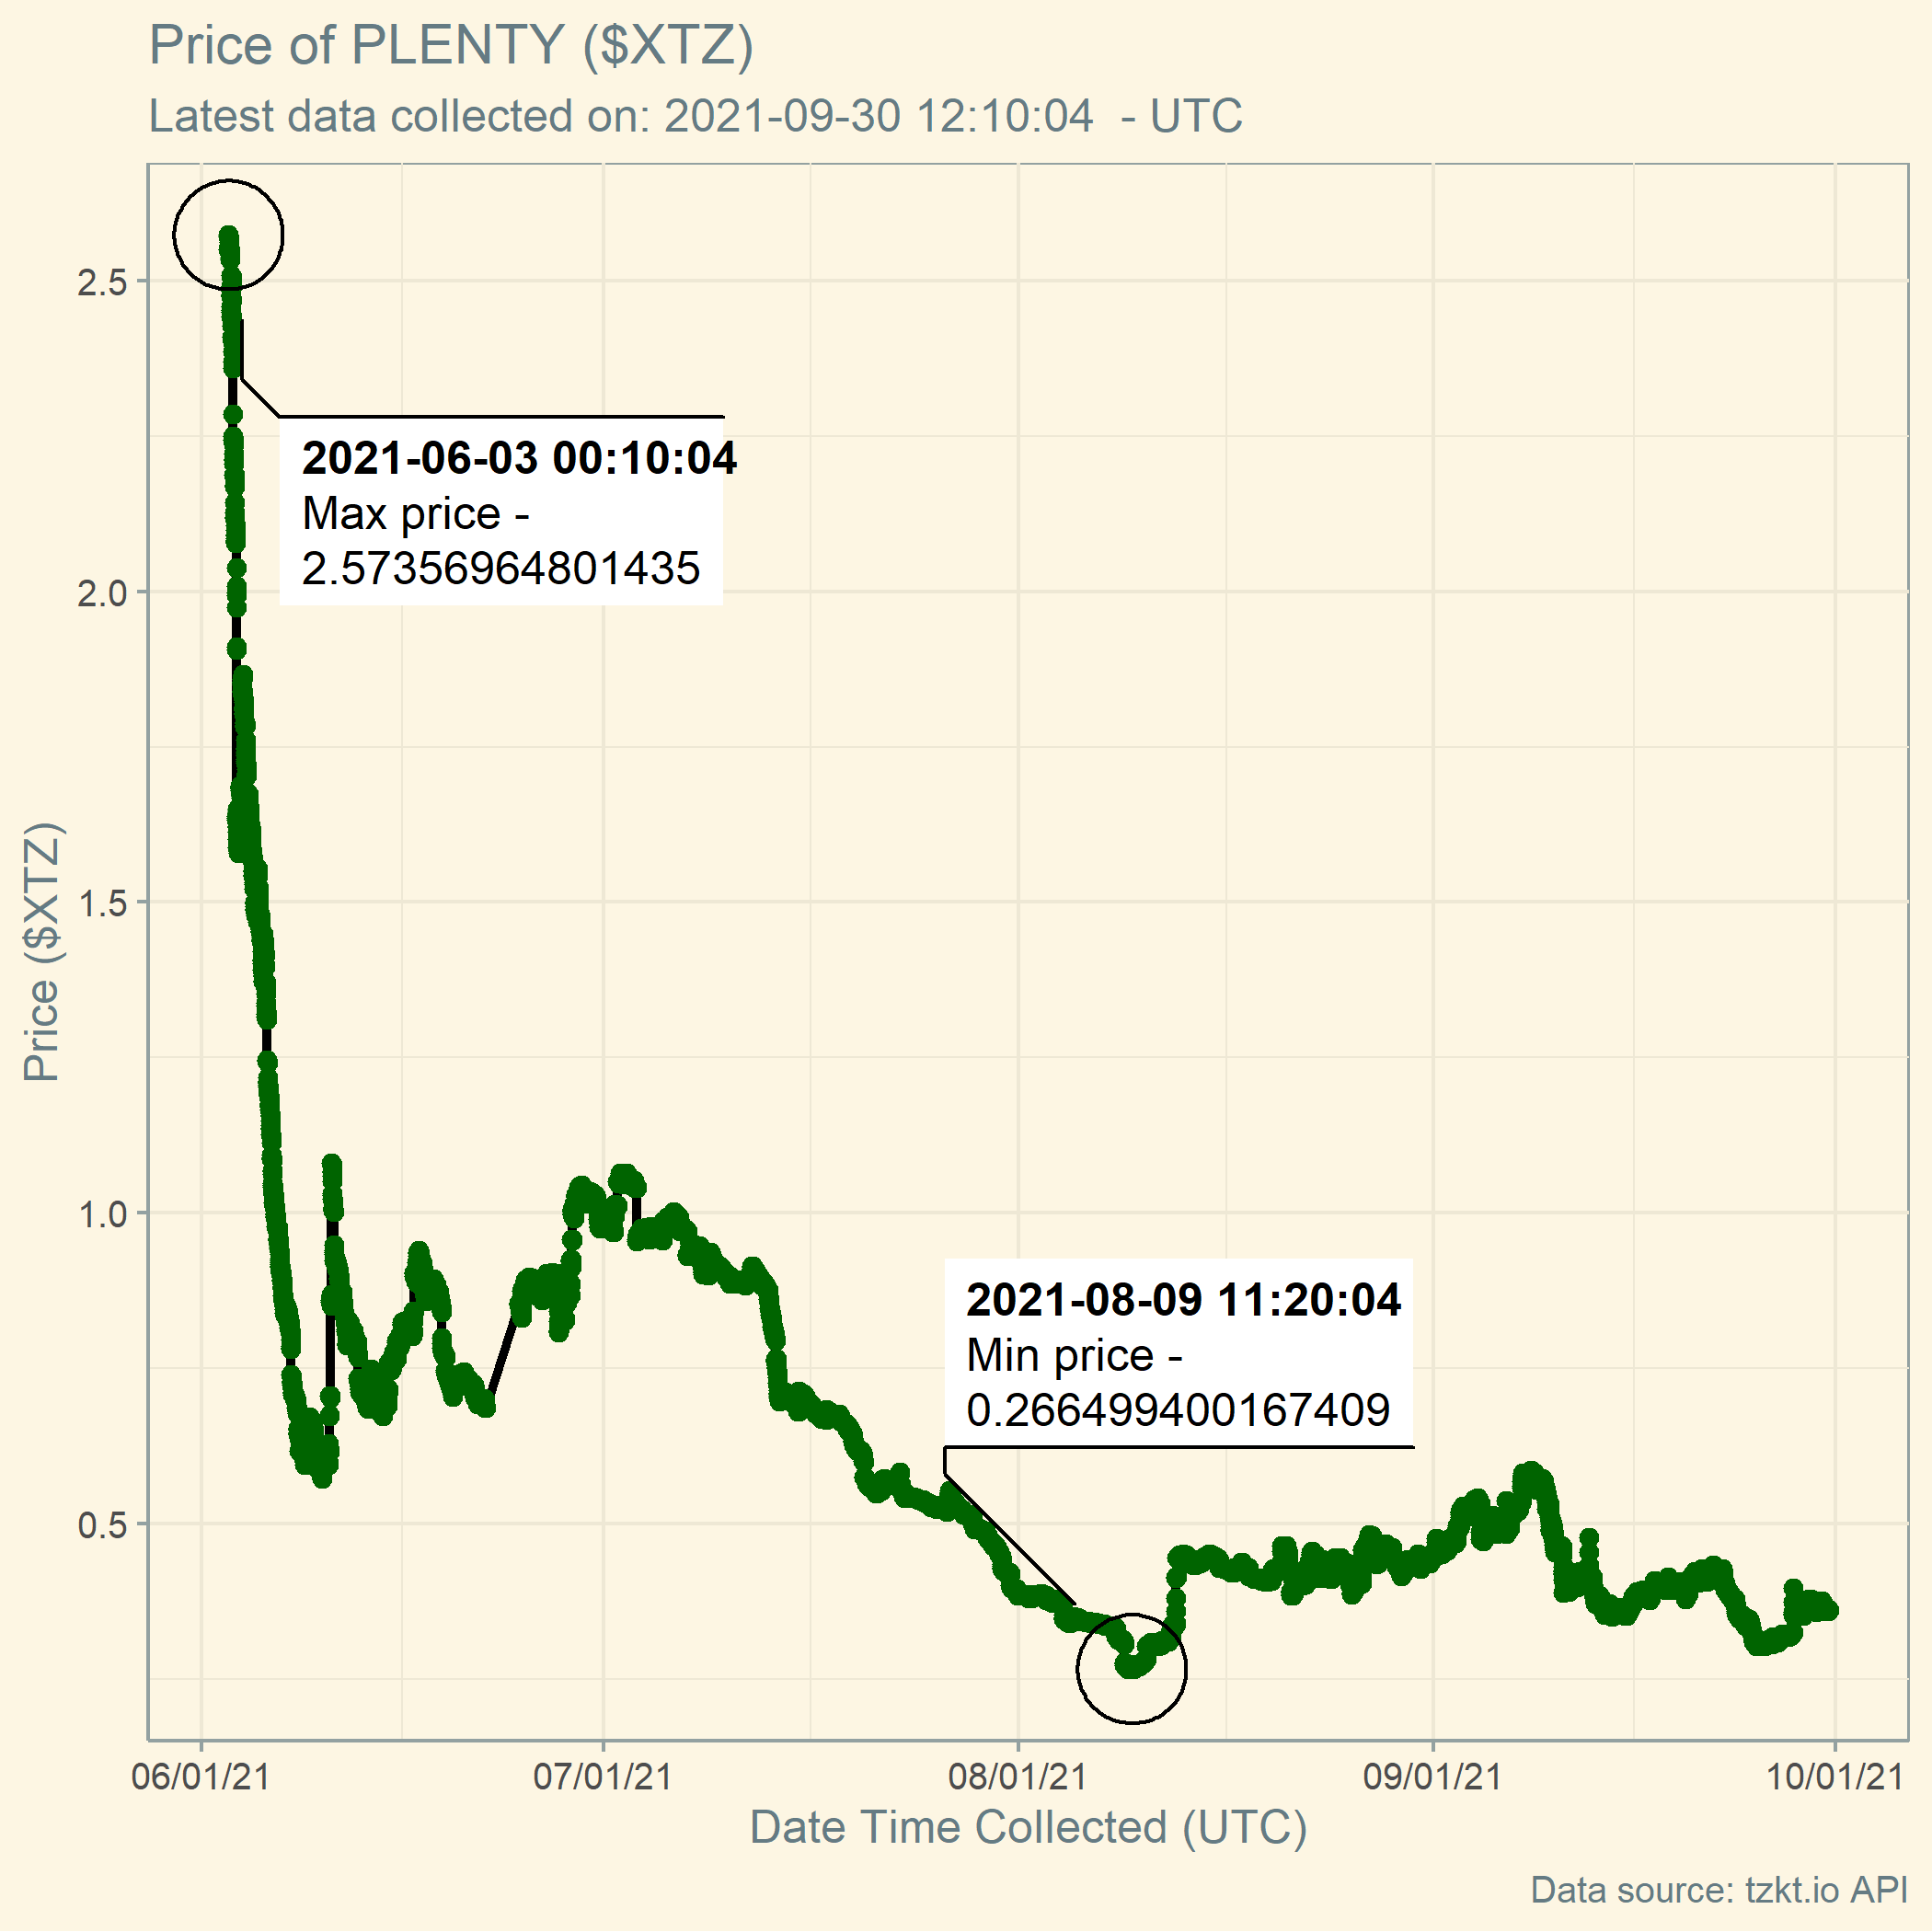 Price of PLENTY ($XTZ)
Latest data collected on: 2021-09-30 12:10:04  - UTC
2.5
2.0
1.5
1.0
0.5
Price ($XTZ)
2021-06-03 00:10:04
Max price -
2.57356964801435
2021-08-09 11:20:04
Min price -
0.266499400167409
06/01/21
07/01/21
08/01/21
09/01/21
10/01/21
Date Time Collected (UTC)
Data source: tzkt.io API